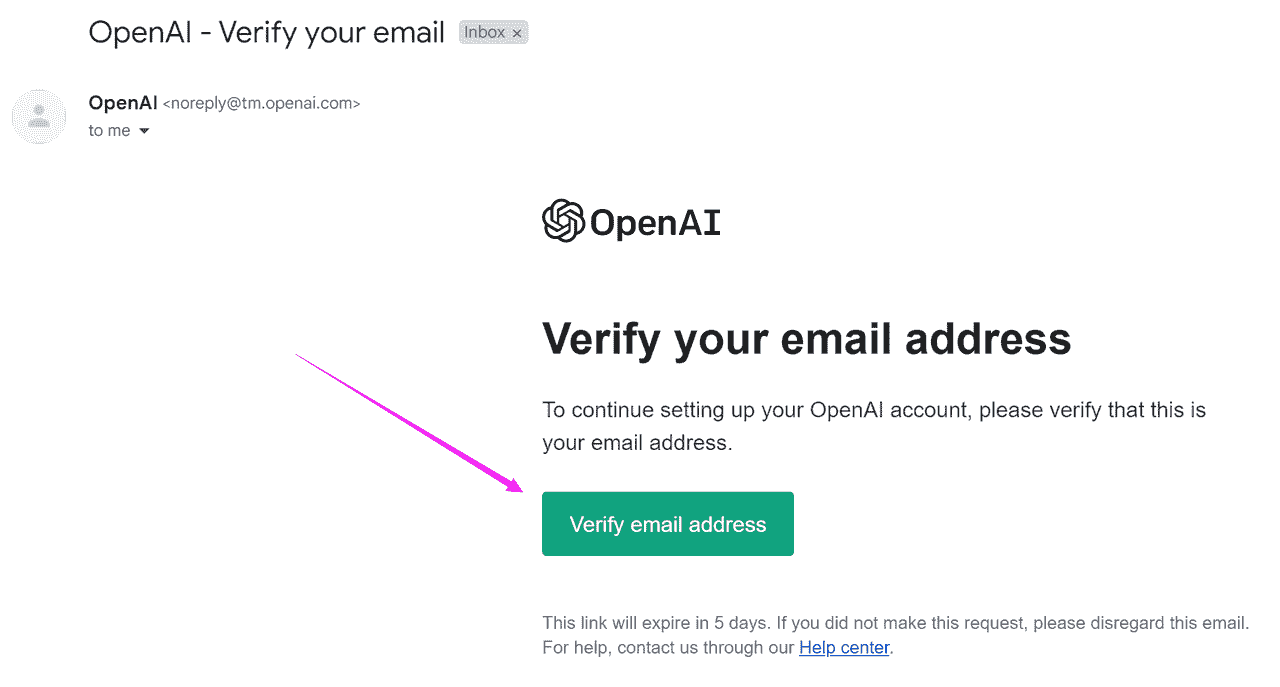 OpenAI - Verify your email Inbox ×
OpenAI <noreply@tm.openai.com>
to me
OpenAI
Verify your email address
To continue setting up your OpenAI account, please verify that this is
your email address.
Verify email address
This link will expire in 5 days. If you did not make this request, please disregard this email.
For help, contact us through our Help center.